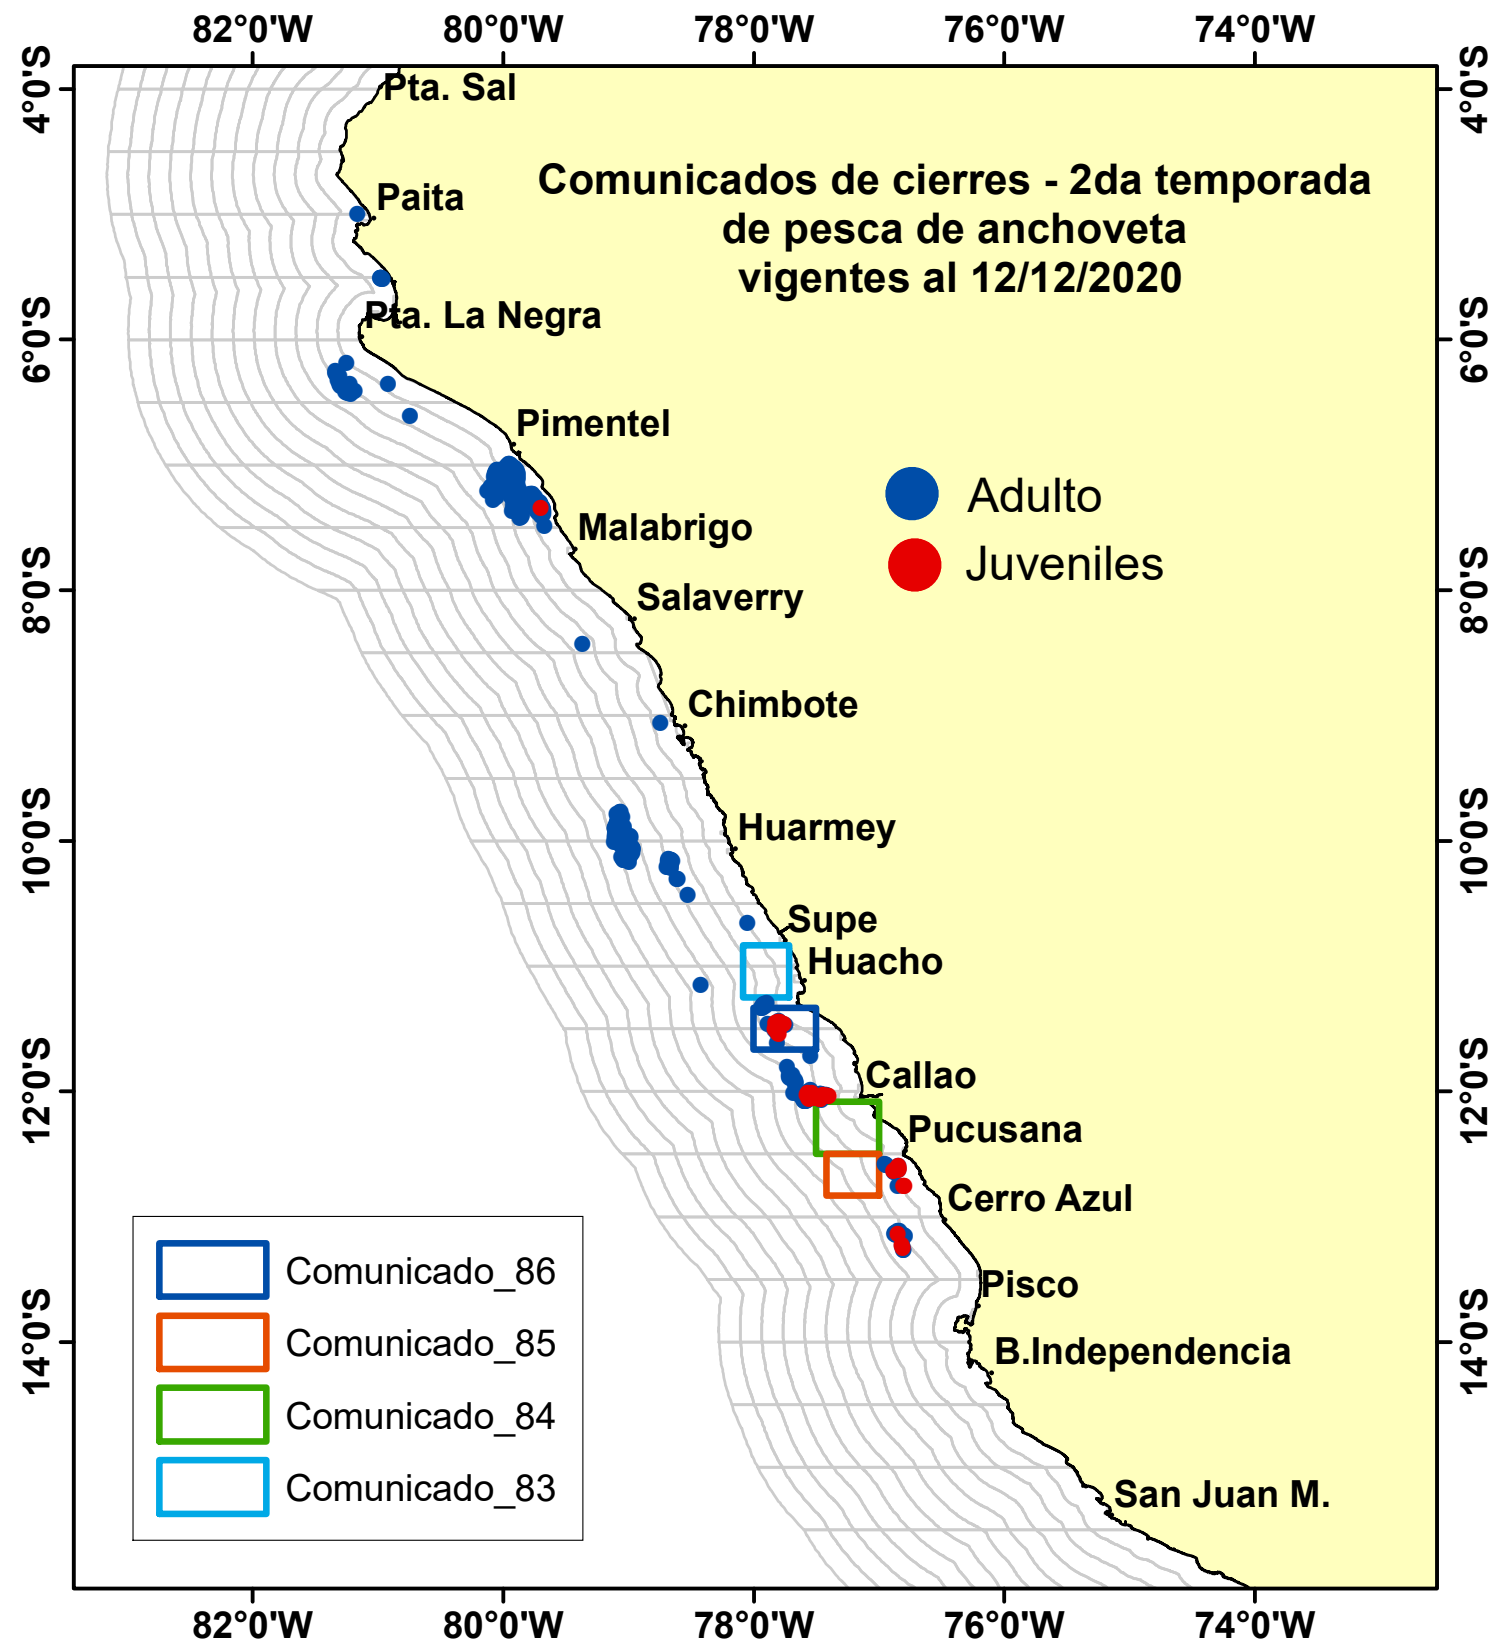 82°0'W 80°0'W 78°0'W 76°0'W 74°0'W
4°0'S 4°0'S
Pta. Sal
Comunicados de cierres - 2da temporada
de pesca de anchoveta
vigentes al 12/12/2020
Paita
Pta. La Negra
6°0'S 6°0'S
Pimentel
Adulto
Malabrigo
Juveniles
8°0'S 8°0'S
Salaverry
Chimbote
Huarmey
10°0'S 10°0'S
Supe
Huacho
Callao
12°0'S 12°0'S
Pucusana
Cerro Azul
Comunicado_86
Pisco
Comunicado_85
14°0'S 14°0'S
B.Independencia
Comunicado_84
Comunicado_83
San Juan M.
82°0'W 80°0'W 78°0'W 76°0'W 74°0'W